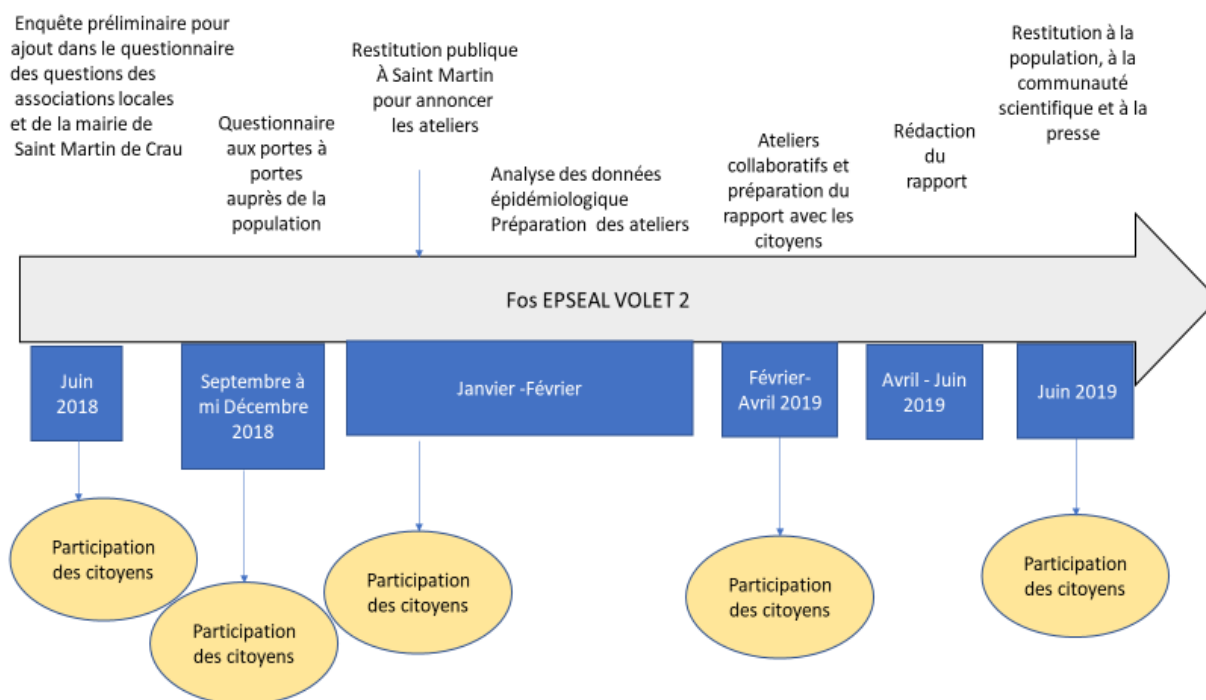 Enquête préliminaire pour
ajout dans le questionnaire
des questions des
associations locales
et de la mairie de
Saint Martin de Crau
Questionnaire
aux portes à
portes
auprès de la
population
Restitution publique
À Saint Martin
pour annoncer
les ateliers
Analyse des données
épidémiologique
Préparation des ateliers
Ateliers
collaboratifs et
préparation du
rapport avec les
citoyens
Rédaction
du
rapport
Restitution à la
population, à la
communauté
scientifique et à la
presse
Fos EPSEAL VOLET 2
Juin
2018
Septembre à
mi Décembre
2018
Janvier -Février
Février-
Avril 2019
Avril - Juin
2019
Juin 2019
Participation
des citoyens
Participation
des citoyens
Participation
des citoyens
Participation
des citoyens
Participation
des citoyens